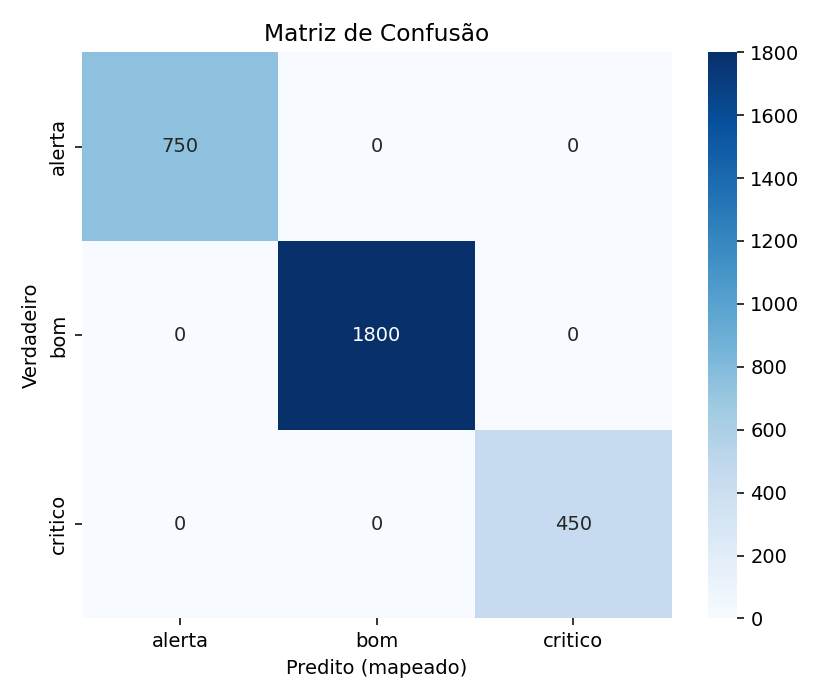 Matriz de Confusão
alerta
750
0
0
bom
0
1800
0
critico
0
0
450
Verdadeiro
alerta
bom
critico
Predito (mapeado)
1800
1600
1400
1200
1000
800
600
400
200
0